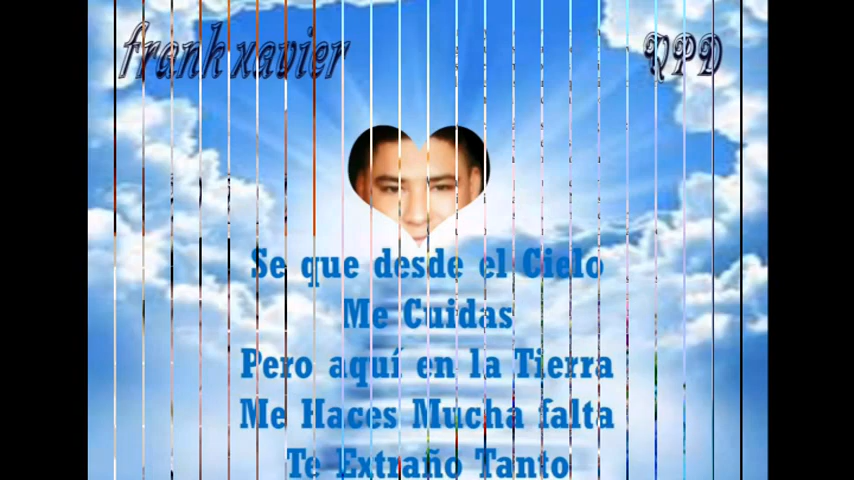 frank xavier QPD
Se que desde el Cielo
Me Cuidas
Pero aquí en la Tierra
Me Haces Mucha falta
Te Extraño Tanto